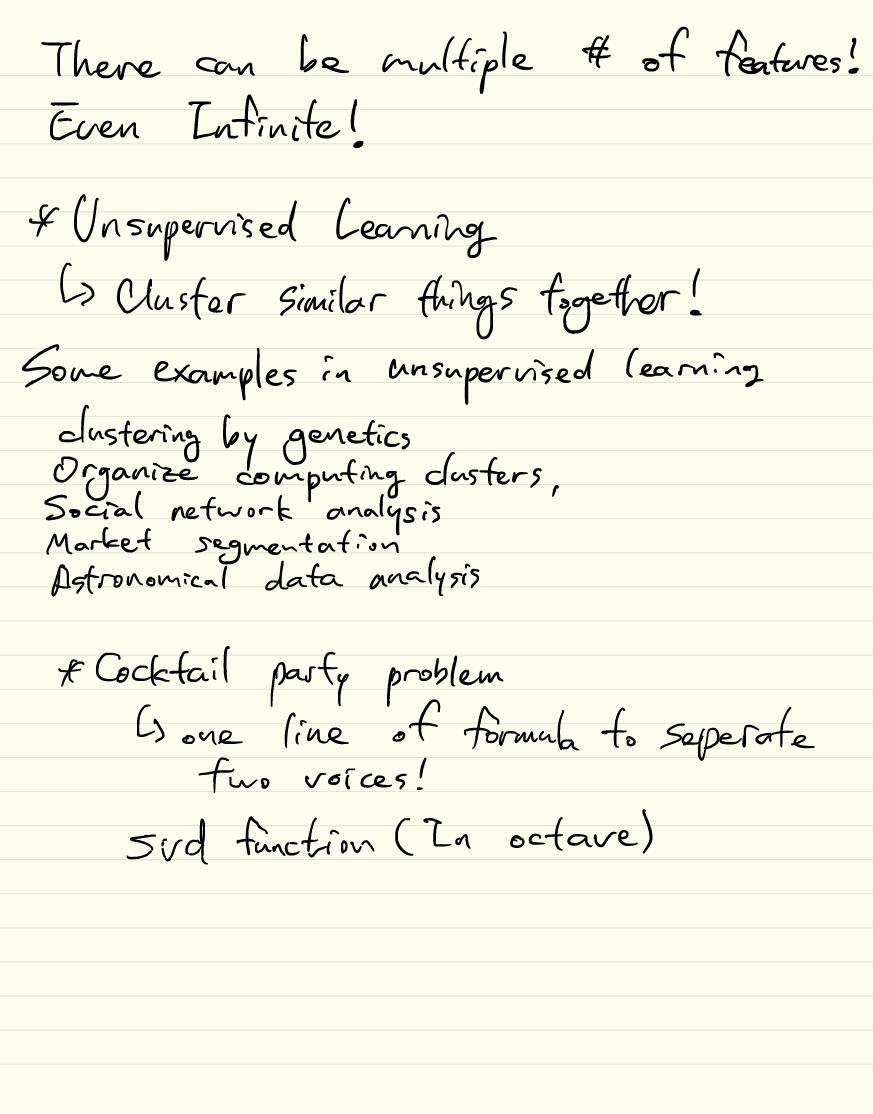 There can be multiple # of features!
Even Infinite!
* Unsupervised Learning
↳ Cluster similar things together!
Some examples in unsupervised learning
clustering by genetics
Organize computing clusters,
Social network analysis
Market segmentation
Astronomical data analysis
* Cocktail party problem
↳ one line of formula to seperate
two voices!
svd function (In octave)